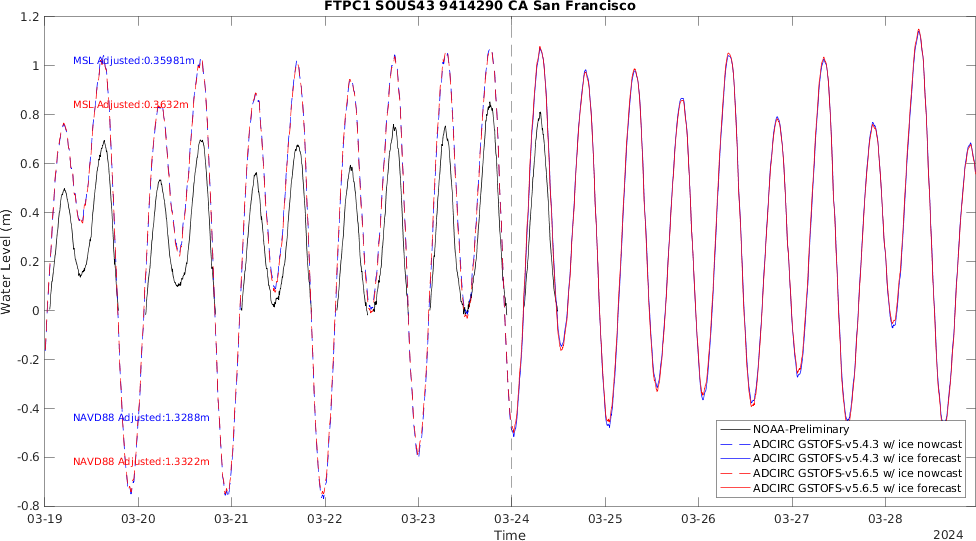 FTPC1 SOUS43 9414290 CA San Francisco
1.2
1
0.8
0.6
0.4
0.2
0
-0.2
-0.4
-0.6
-0.8
Water Level (m)
MSL Adjusted:0.35981m
MSL Adjusted:0.3632m
NAVD88 Adjusted:1.3288m
NAVD88 Adjusted:1.3322m
NOAA-Preliminary
ADCIRC GSTOFS-v5.4.3 w/ ice nowcast
ADCIRC GSTOFS-v5.4.3 w/ ice forecast
ADCIRC GSTOFS-v5.6.5 w/ ice nowcast
ADCIRC GSTOFS-v5.6.5 w/ ice forecast
03-19 03-20 03-21 03-22 03-23 03-24 03-25 03-26 03-27 03-28
Time
2024